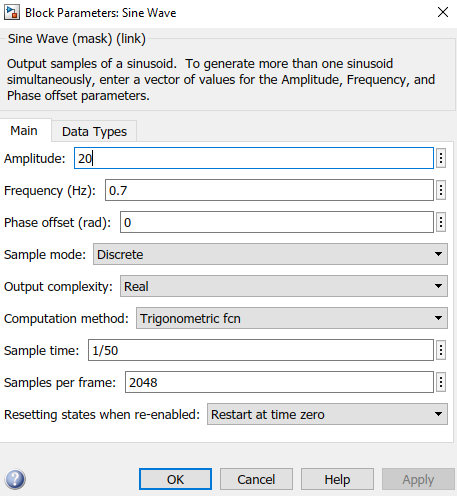 Block Parameters: Sine Wave
Sine Wave (mask) (link)
Output samples of a sinusoid.  To generate more than one sinusoid
simultaneously, enter a vector of values for the Amplitude, Frequency, and
Phase offset parameters.
Main Data Types
Amplitude: 20
Frequency (Hz): 0.7
Phase offset (rad): 0
Sample mode: Discrete
Output complexity: Real
Computation method: Trigonometric fcn
Sample time: 1/50
Samples per frame: 2048
Resetting states when re-enabled: Restart at time zero
? OK Cancel Help Apply